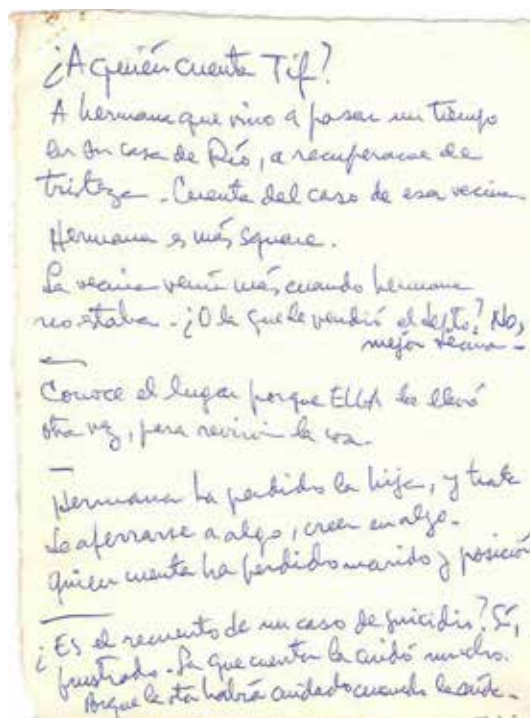 ¿A quién cuenta Tif?
A hermana que vino a pasar un tiempo
en su casa de Río, a recuperarse de
tristeza. Cuenta del caso de esa vecina
Hermana es más square.
La vecina venía más cuando hermana
no estaba. ¿O la que le vendió el depto? No,
mejor vecina.
Conoce el lugar porque ELLA los llevó
otra vez, para revivir la cosa.
Hermana ha perdido la hija, y trata
de aferrarse a algo, creer en algo.
Quien cuenta ha perdido marido y posición
¿Es el recuento de un caso de suicidio? Sí,
frustrado. La que cuenta la cuidó mucho.
Porque la otra habrá cuidado cuando la